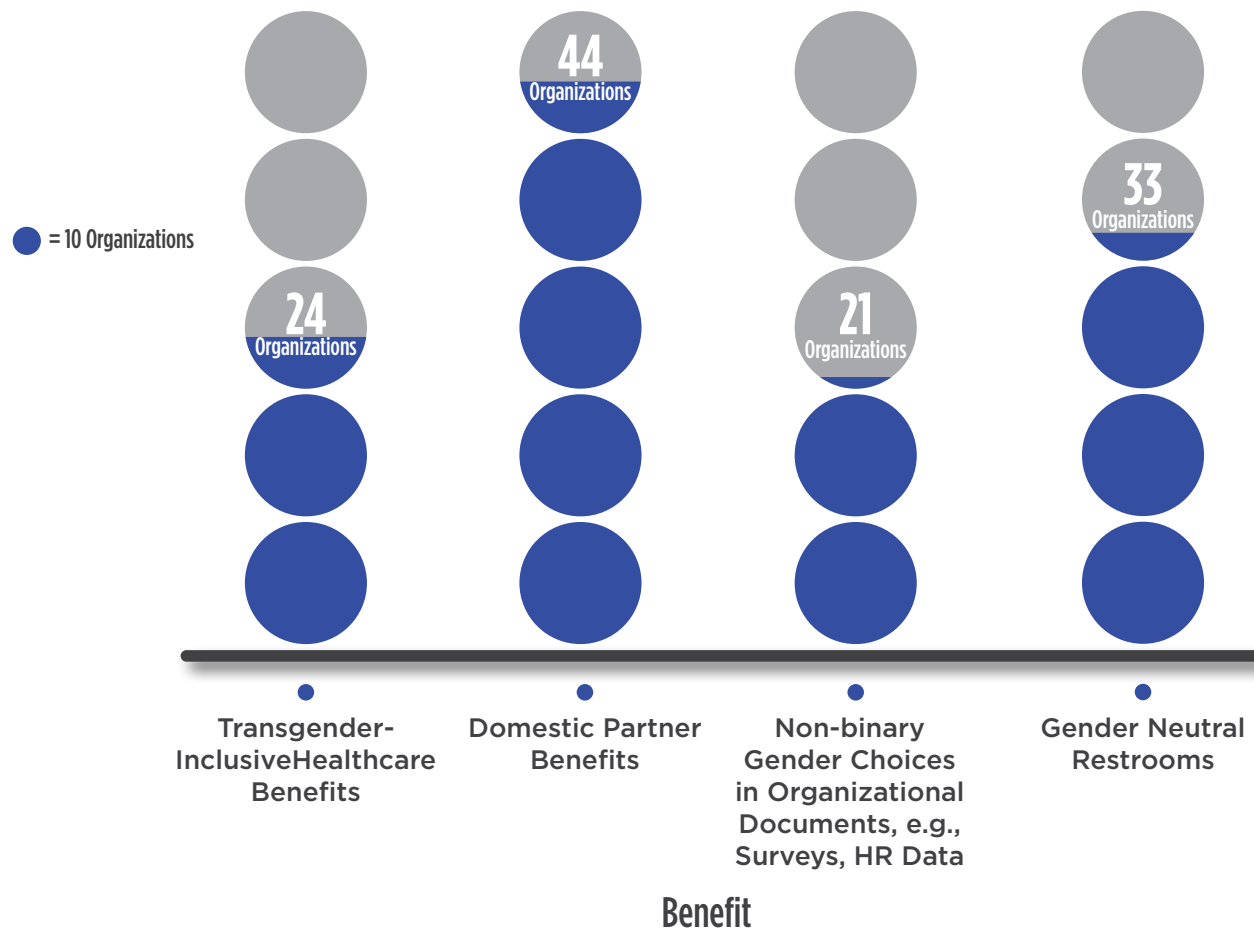 44
Organizations
33
Organizations
= 10 Organizations
24
Organizations
21
Organizations
Transgender-
InclusiveHealthcare
Benefits
Domestic Partner
Benefits
Non-binary
Gender Choices
in Organizational
Documents, e.g.,
Surveys, HR Data
Gender Neutral
Restrooms
Benefit